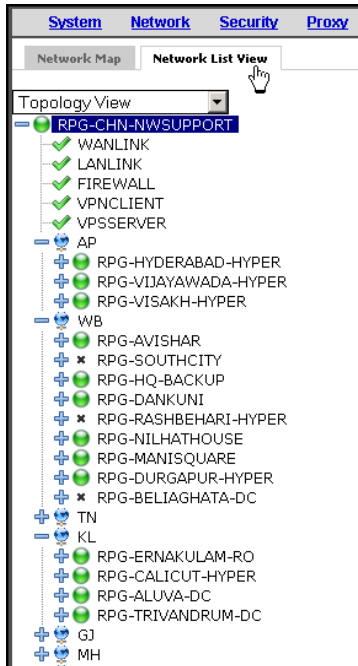 System Network Security Proxy
Network Map Network List View
Topology View
RPG-CHN-NWSUPPORT
WANLINK
LANLINK
FIREWALL
VPNCLIENT
VPSSERVER
AP
RPG-HYDERABAD-HYPER
RPG-VIJAYAWADA-HYPER
RPG-VISAKH-HYPER
WB
RPG-AVISHAR
RPG-SOUTHCITY
RPG-HQ-BACKUP
RPG-DANKUNI
RPG-RASHBEHARI-HYPER
RPG-NILHATHOUSE
RPG-MANISQUARE
RPG-DURGAPUR-HYPER
RPG-BELIAGHATA-DC
TN
KL
RPG-ERNAKULAM-RO
RPG-CALICUT-HYPER
RPG-ALUVA-DC
RPG-TRIVANDRUM-DC
GJ
MH